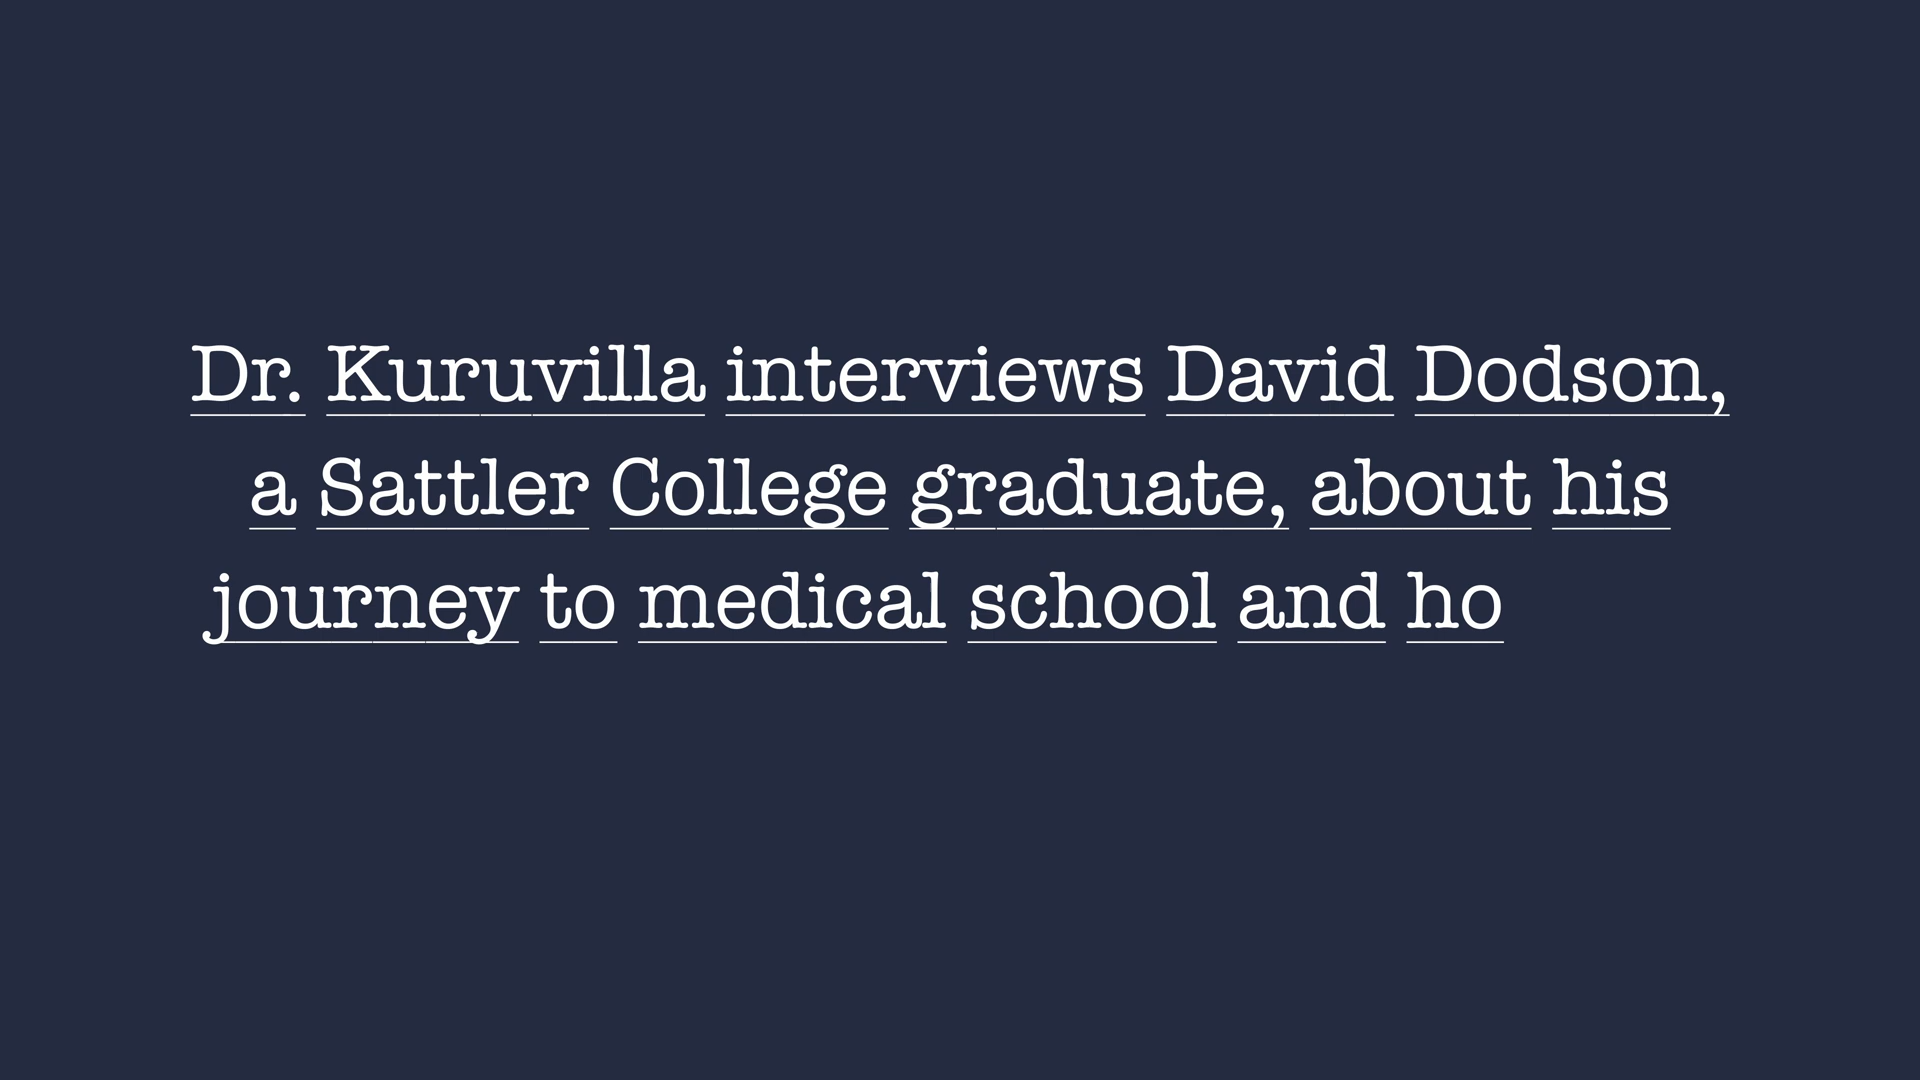 Dr. Kuruvilla interviews David Dodson,
a Sattler College graduate, about his
journey to medical school and ho